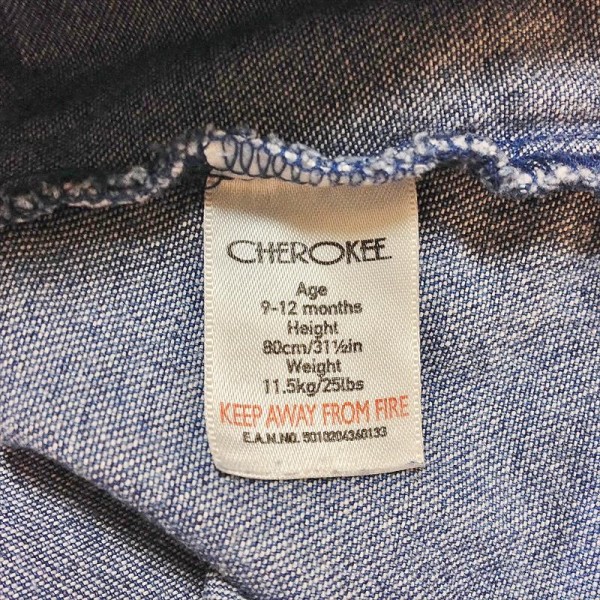 CHEROKEE
Age
9-12 months
Height
80cm/31½in
Weight
11.5kg/25lbs
KEEP AWAY FROM FIRE
E.A.N.NO. 5010204360133